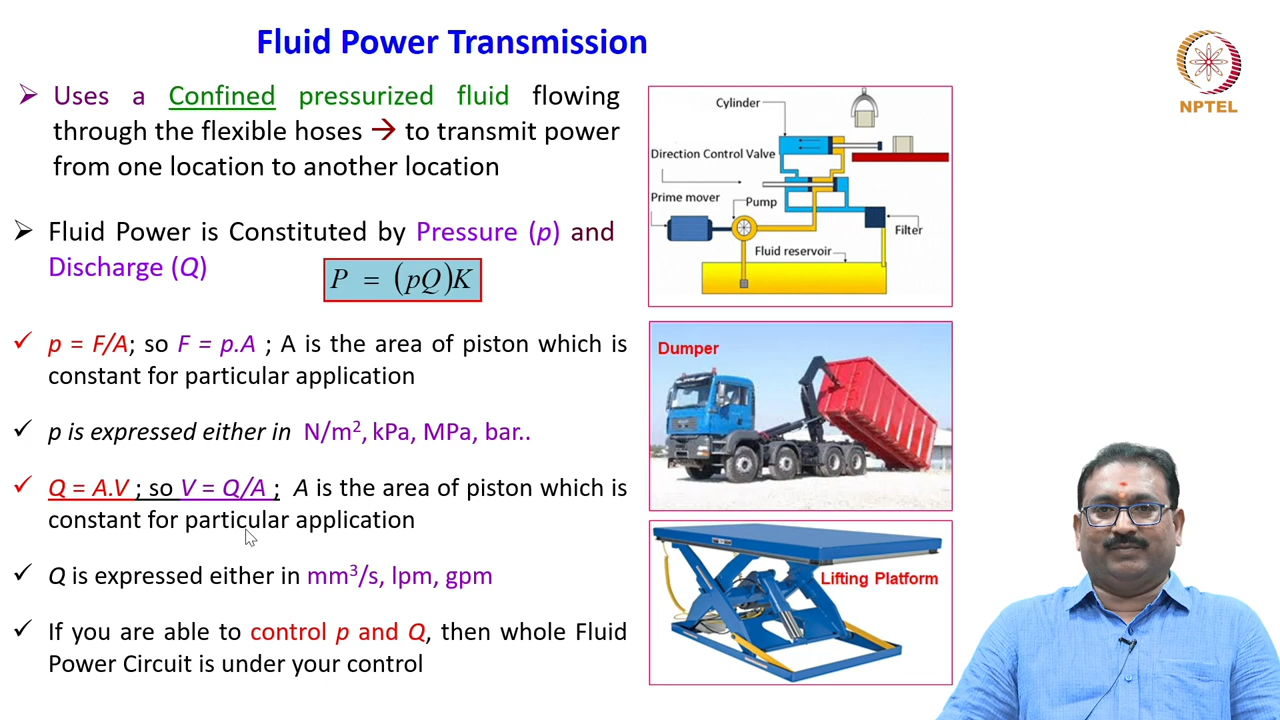 Fluid Power Transmission
➢ Uses a Confined pressurized fluid flowing
through the flexible hoses → to transmit power
from one location to another location
➢ Fluid Power is Constituted by Pressure (p) and
Discharge (Q)
P = (pQ)K
✓ p = F/A; so F = p.A ; A is the area of piston which is
constant for particular application
✓ p is expressed either in N/m², kPa, MPa, bar..
✓ Q = A.V ; so V = Q/A ; A is the area of piston which is
constant for particular application
✓ Q is expressed either in mm³/s, lpm, gpm
✓ If you are able to control p and Q, then whole Fluid
Power Circuit is under your control
Cylinder
Direction Control Valve
Prime mover
Pump
Filter
Fluid reservoir
Dumper
Lifting Platform
NPTEL